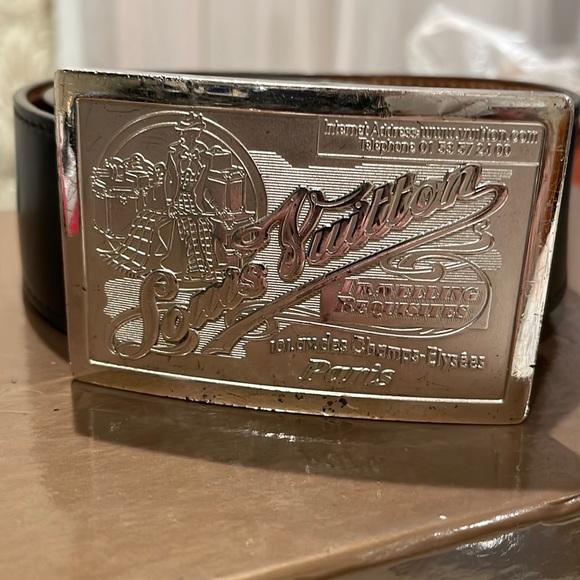 Internet Address: www.vuitton.com
Telephone 01 53 57 24 00
Louis Vuitton
TRAVELLING
REQUISITES
101, av des Champs-Elysées
Paris